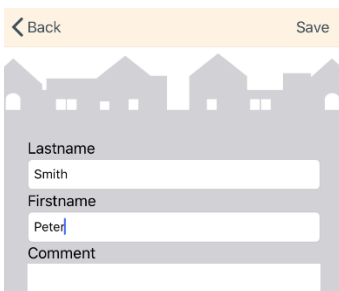 Back Save
Lastname
Smith
Firstname
Peter
Comment